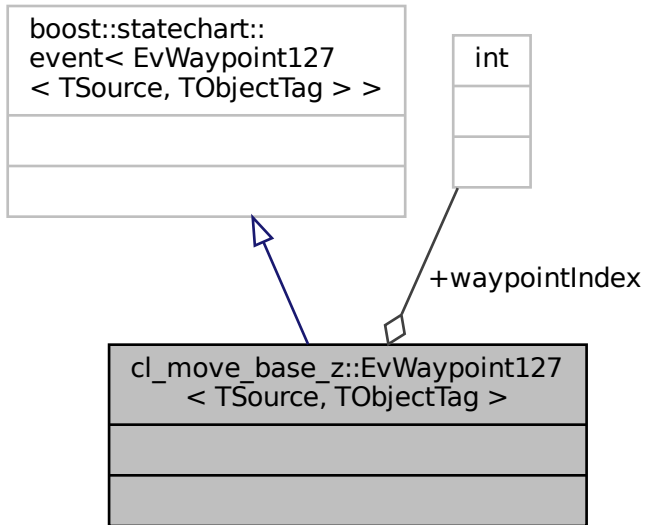 boost::statechart::
event< EvWaypoint127
< TSource, TObjectTag > >
int
+waypointIndex
cl_move_base_z::EvWaypoint127
< TSource, TObjectTag >